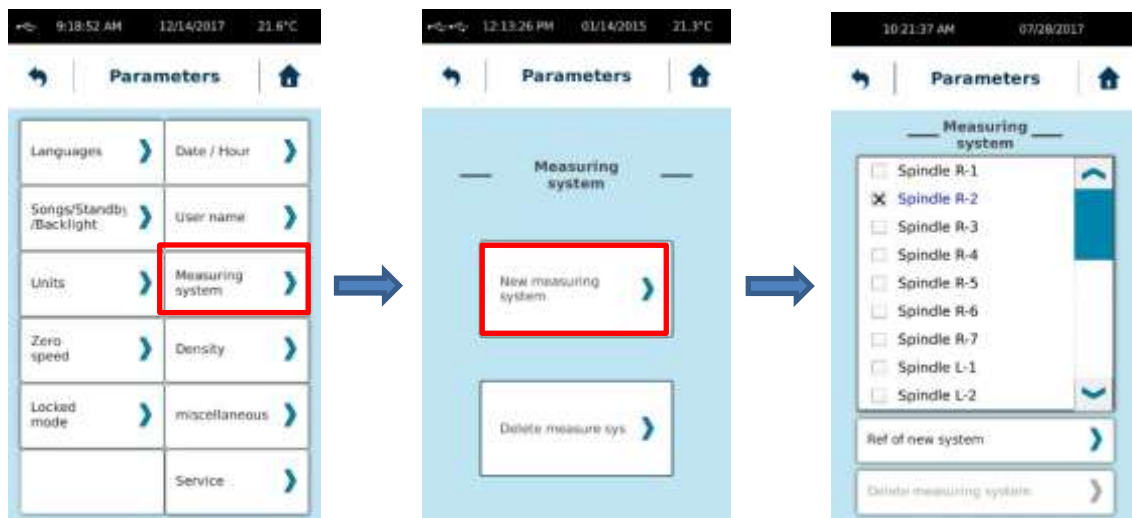 9:18:52 AM 12/14/2017 21.6°C
Parameters
Languages
Date / Hour
Songs/Standby
/Backlight
User name
Units
Measuring
system
Zero
speed
Density
Locked
mode
miscellaneous
Service
12:13:26 PM 01/14/2015 21.3°C
Parameters
Measuring
system
New measuring
system
Delete measure sys
10:21:37 AM 07/28/2017
Parameters
Measuring
system
Spindle R-1
Spindle R-2
Spindle R-3
Spindle R-4
Spindle R-5
Spindle R-6
Spindle R-7
Spindle L-1
Spindle L-2
Ref of new system
Delete measuring system